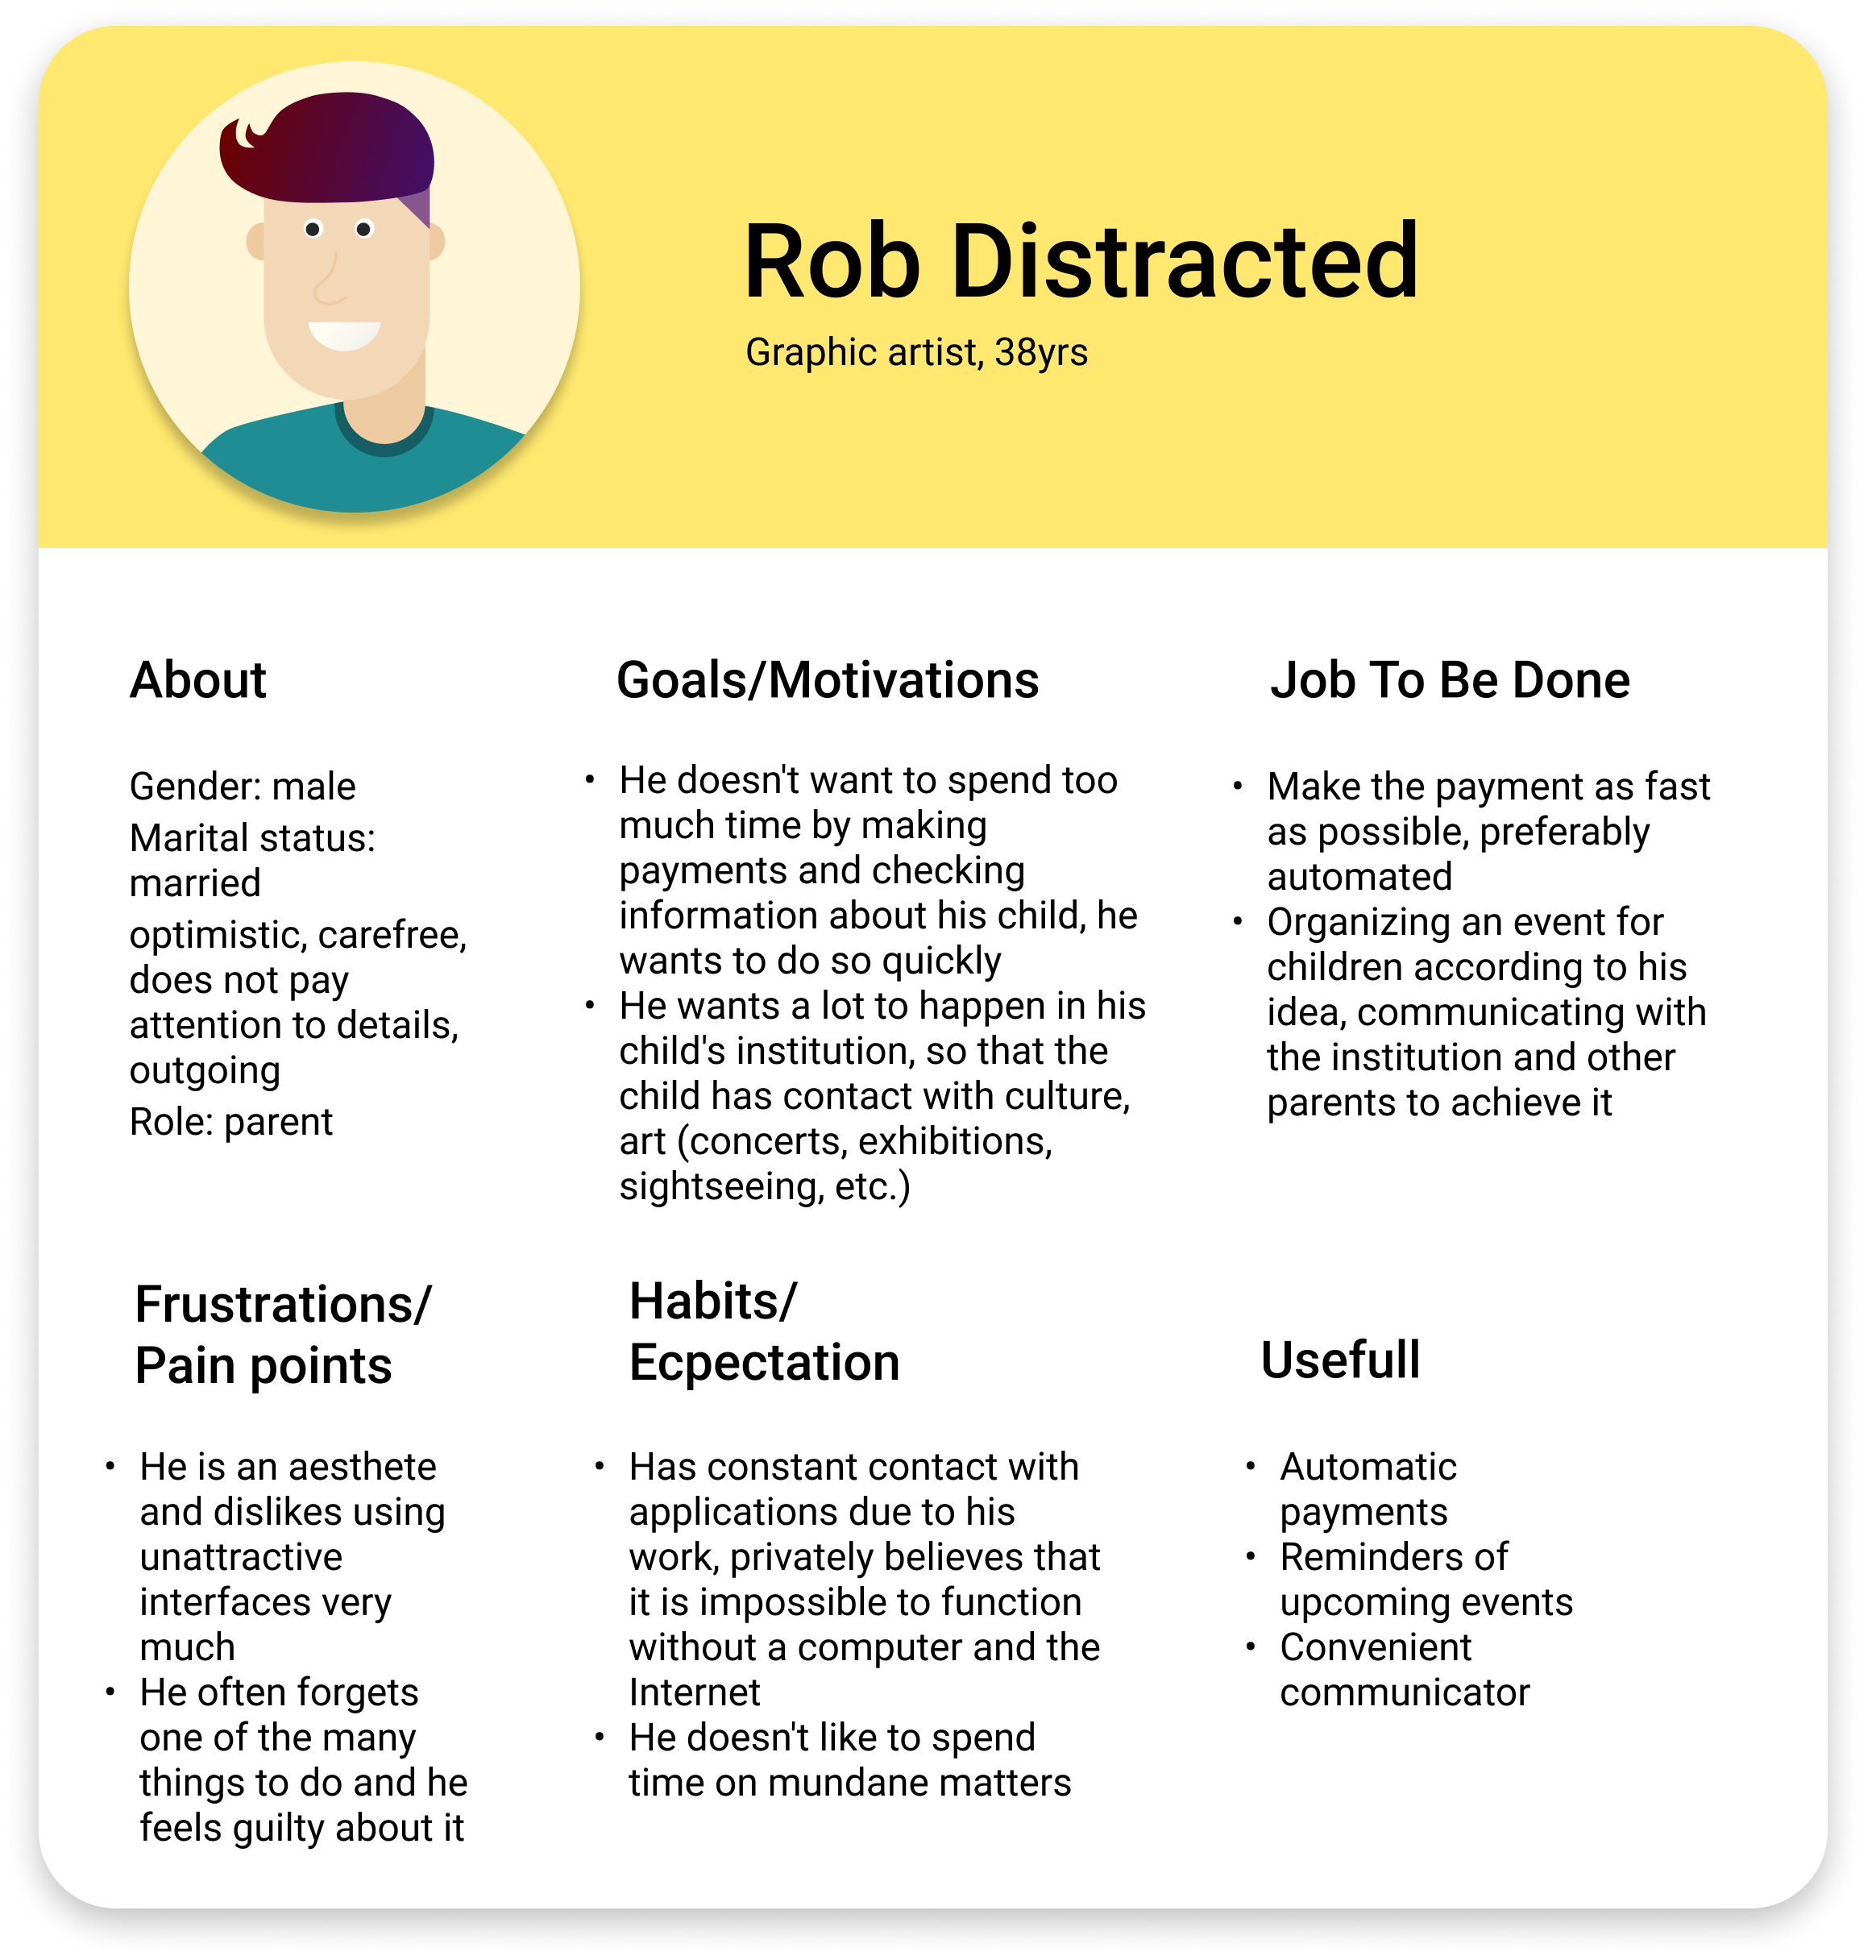 Rob Distracted
Graphic artist, 38yrs
About
Gender: male
Marital status:
married
optimistic, carefree,
does not pay
attention to details,
outgoing
Role: parent
Goals/Motivations
• He doesn't want to spend too
much time by making
payments and checking
information about his child, he
wants to do so quickly
• He wants a lot to happen in his
child's institution, so that the
child has contact with culture,
art (concerts, exhibitions,
sightseeing, etc.)
Job To Be Done
• Make the payment as fast
as possible, preferably
automated
• Organizing an event for
children according to his
idea, communicating with
the institution and other
parents to achieve it
Frustrations/
Pain points
• He is an aesthete
and dislikes using
unattractive
interfaces very
much
• He often forgets
one of the many
things to do and he
feels guilty about it
Habits/
Ecpectation
• Has constant contact with
applications due to his
work, privately believes that
it is impossible to function
without a computer and the
Internet
• He doesn't like to spend
time on mundane matters
Usefull
• Automatic
payments
• Reminders of
upcoming events
• Convenient
communicator